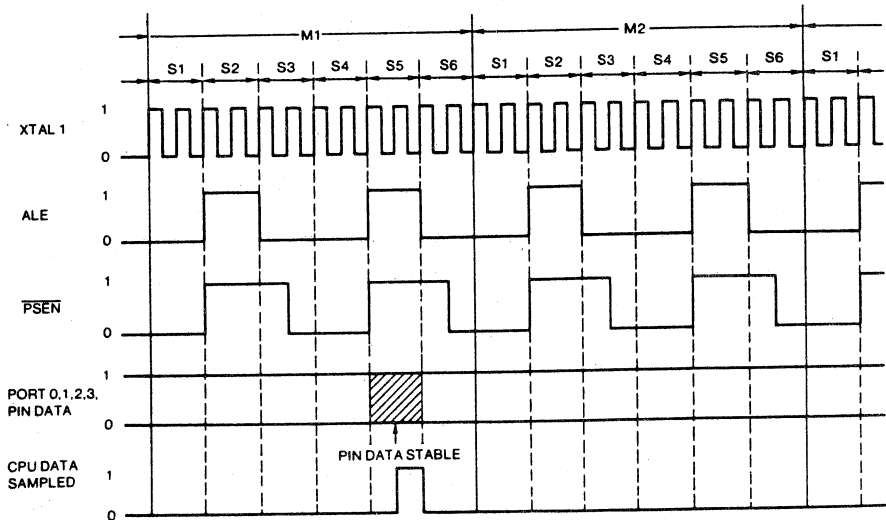 M1 M2
S1 S2 S3 S4 S5 S6 S1 S2 S3 S4 S5 S6 S1
XTAL 1 1 0
ALE 1 0
PSEN 1 0
PORT 0,1,2,3, PIN DATA 1 0
PIN DATA STABLE
CPU DATA SAMPLED 1 0